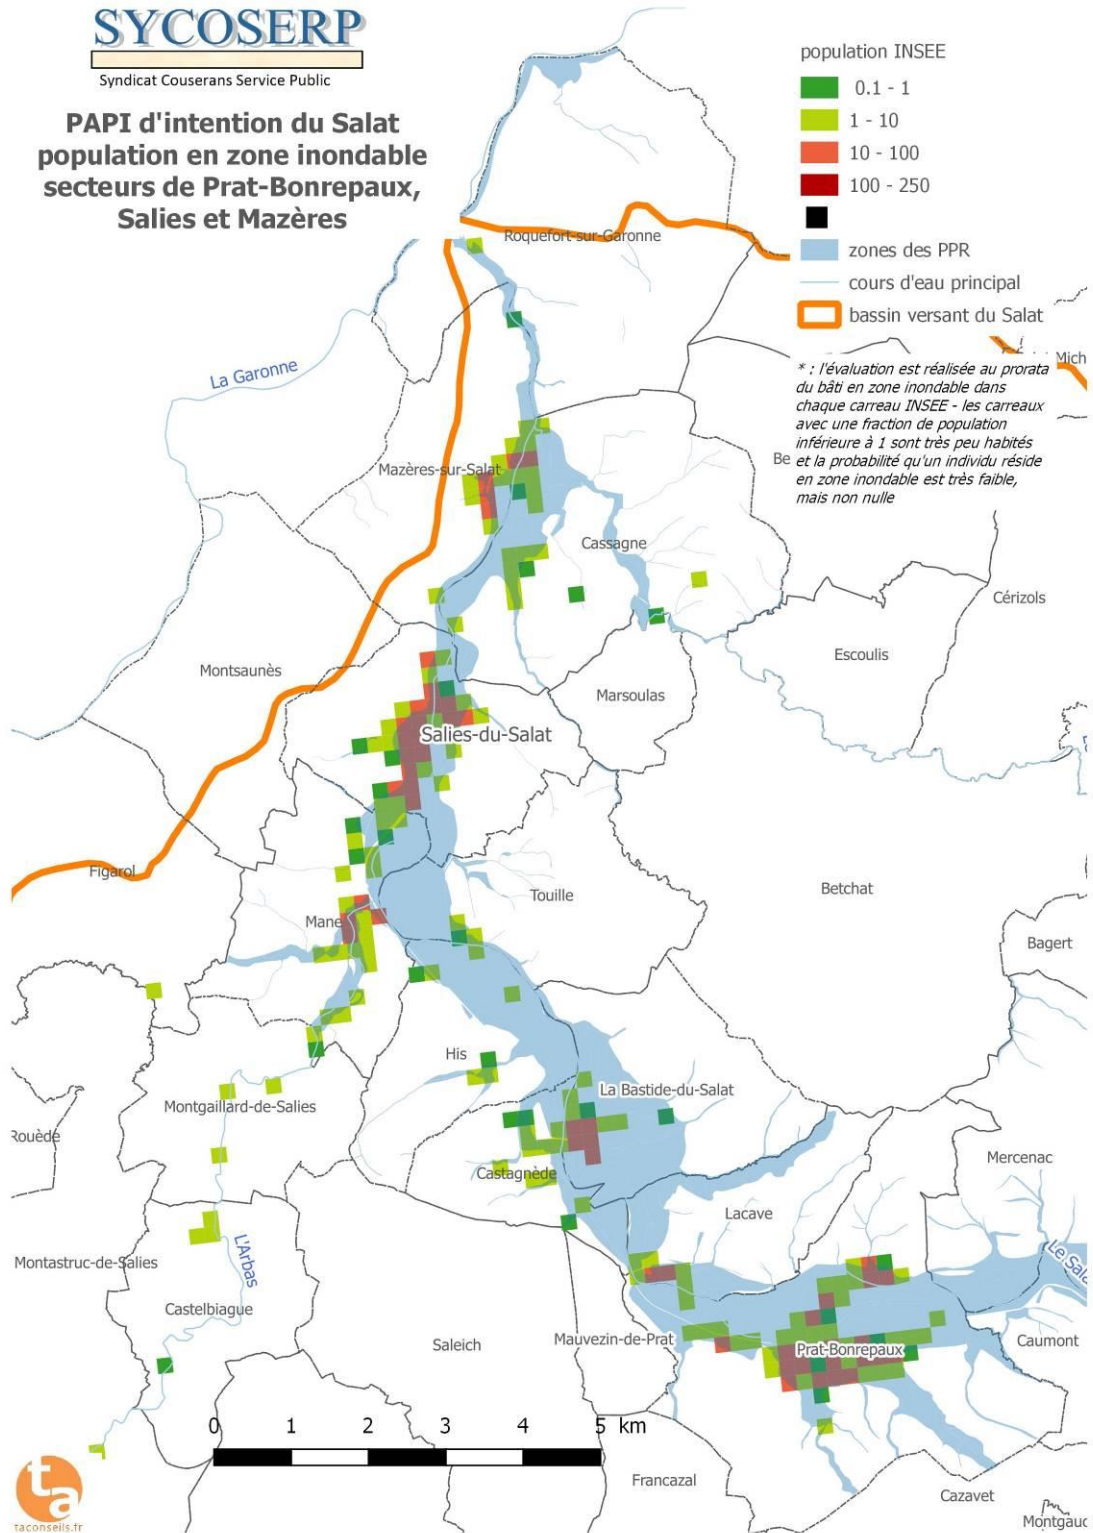 SYCOSERP
Syndicat Couserans Service Public
PAPI d'intention du Salat
population en zone inondable
secteurs de Prat-Bonrepaux,
Salies et Mazères
population INSEE
0.1 - 1
1 - 10
10 - 100
100 - 250
zones des PPR
cours d'eau principal
bassin versant du Salat
* : l'évaluation est réalisée au prorata
du bâti en zone inondable dans
chaque carreau INSEE - les carreaux
avec une fraction de population
inférieure à 1 sont très peu habités
et la probabilité qu'un individu réside
en zone inondable est très faible,
mais non nulle
Roquefort-sur-Garonne
La Garonne
Mich
Be
Mazères-sur-Salat
Cassagne
Cérizols
Escoulis
Montsaunès
Marsoulas
Salies-du-Salat
Figarol
Touille
Betchat
Mane
Bagert
His
La Bastide-du-Salat
Montgaillard-de-Salies
Rouède
Castagnède
Mercenac
Lacave
L'Arbas
Montastruc-de-Salies
Le Sala
Castelbiague
Saleich
Mauvezin-de-Prat
Prat-Bonrepaux
Caumont
0 1 2 3 4 5 km
Francazal
Cazavet
Montgauc
ta
taconseils.fr